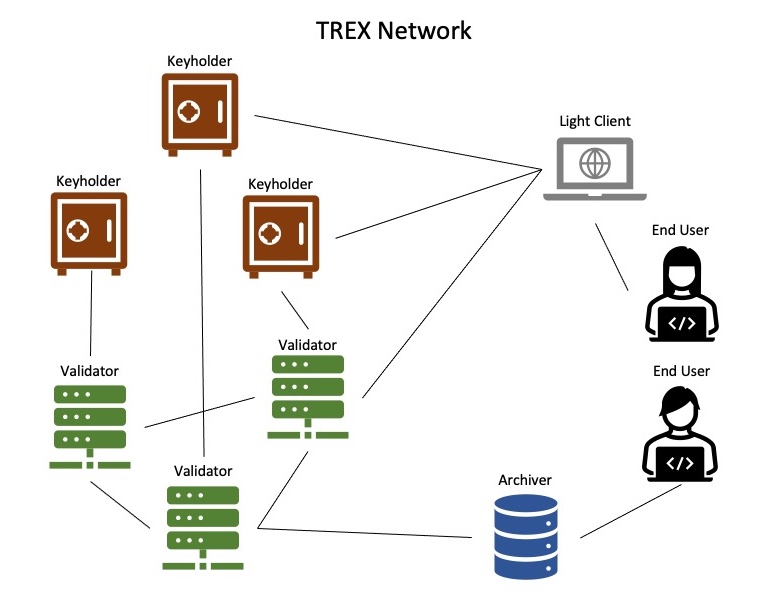 TREX Network
Keyholder
Light Client
Keyholder
Keyholder
End User
</>
Validator
Validator
End User
</>
Validator
Archiver